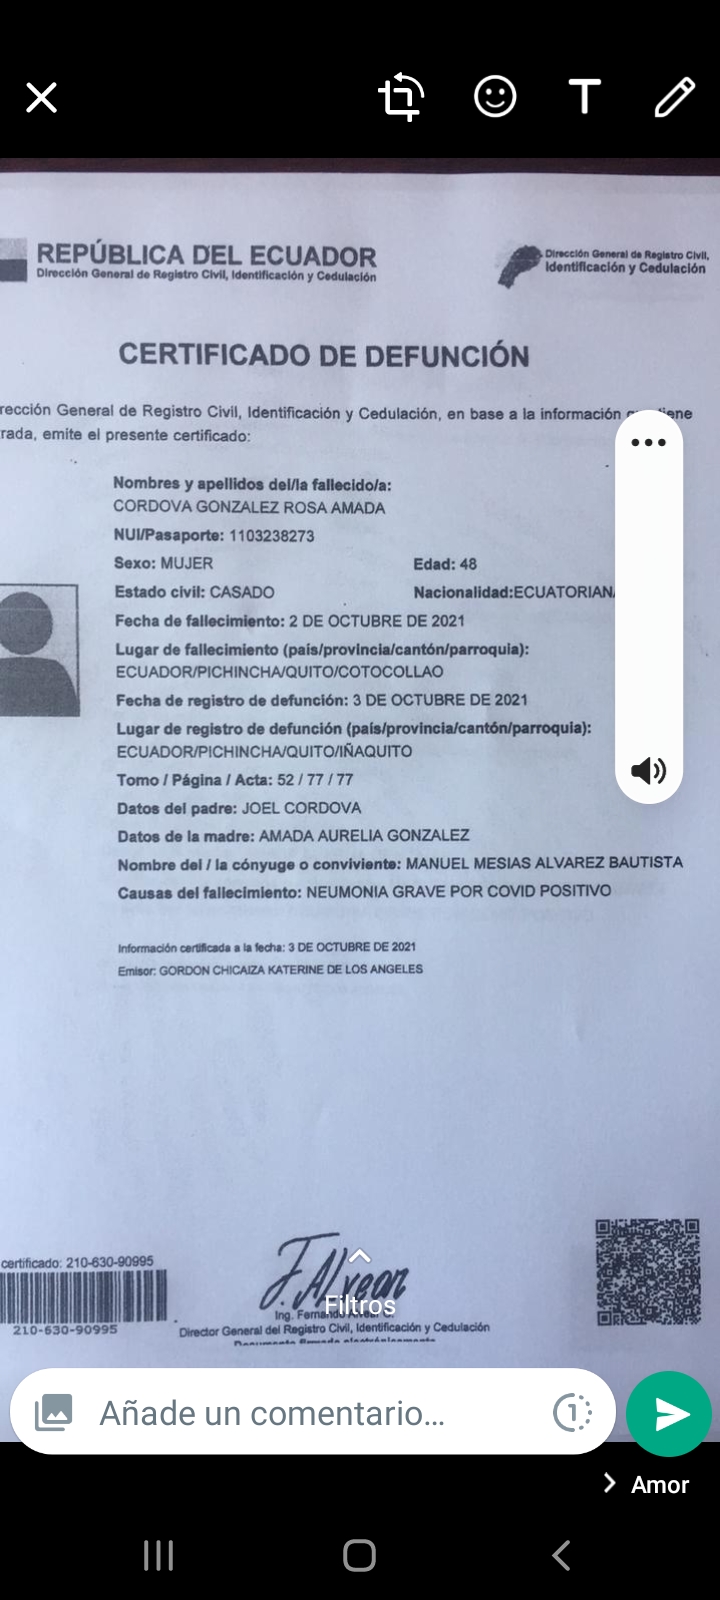 REPÚBLICA DEL ECUADOR
Dirección General de Registro Civil, Identificación y Cedulación
Dirección General de Registro Civil,
Identificación y Cedulación
CERTIFICADO DE DEFUNCIÓN
rección General de Registro Civil, Identificación y Cedulación, en base a la información
rada, emite el presente certificado:
Nombres y apellidos del/la fallecido/a:
CORDOVA GONZALEZ ROSA AMADA
NUI/Pasaporte: 1103238273
Sexo: MUJER Edad: 48
Estado civil: CASADO Nacionalidad:ECUATORIANA
Fecha de fallecimiento: 2 DE OCTUBRE DE 2021
Lugar de fallecimiento (país/provincia/cantón/parroquia):
ECUADOR/PICHINCHA/QUITO/COTOCOLLAO
Fecha de registro de defunción: 3 DE OCTUBRE DE 2021
Lugar de registro de defunción (país/provincia/cantón/parroquia):
ECUADOR/PICHINCHA/QUITO/IÑAQUITO
Tomo / Página / Acta: 52 / 77 / 77
Datos del padre: JOEL CORDOVA
Datos de la madre: AMADA AURELIA GONZALEZ
Nombre del / la cónyuge o conviviente: MANUEL MESIAS ALVAREZ BAUTISTA
Causas del fallecimiento: NEUMONIA GRAVE POR COVID POSITIVO
Información certificada a la fecha: 3 DE OCTUBRE DE 2021
Emisor: GORDON CHICAIZA KATERINE DE LOS ANGELES
certificado: 210-630-90995
210-630-90995
F. Alvear
Filtros
Ing.
Director General del Registro Civil, Identificación y Cedulación
Documento firmado electrónicamente
Añade un comentario...
1
Amor